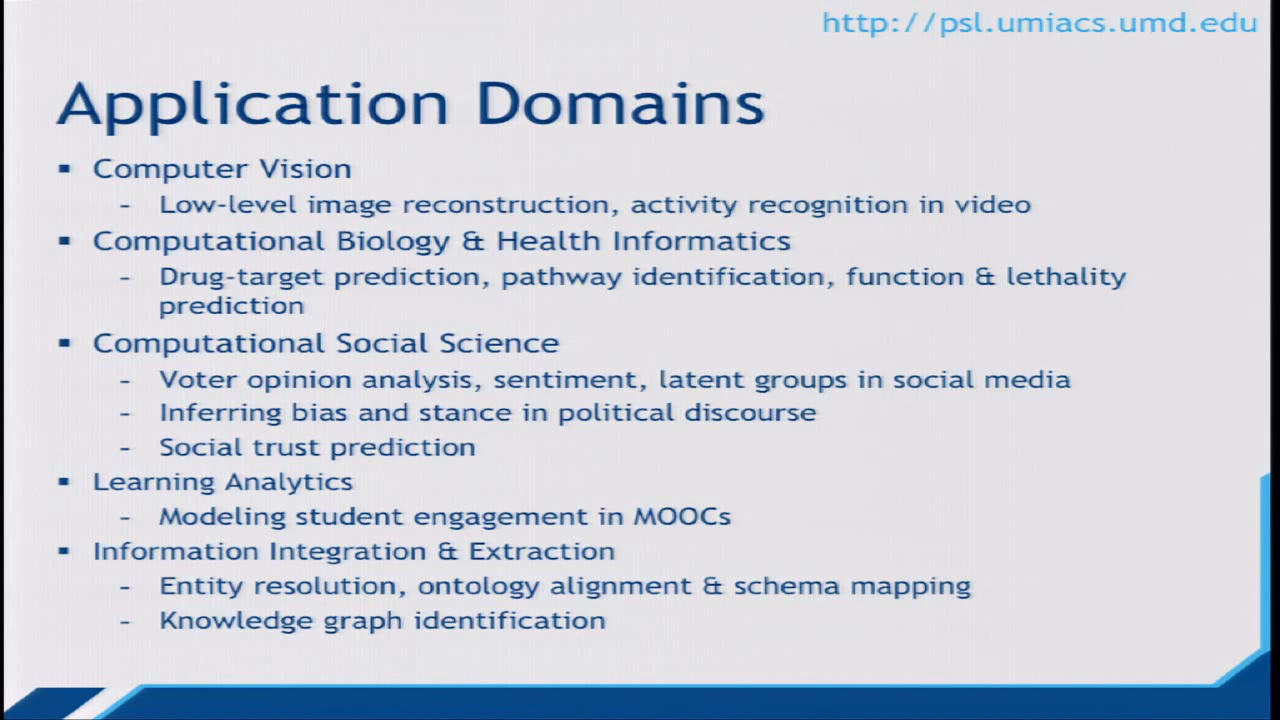 http://psl.umiacs.umd.edu
Application Domains
▪ Computer Vision
- Low-level image reconstruction, activity recognition in video
▪ Computational Biology & Health Informatics
- Drug-target prediction, pathway identification, function & lethality
prediction
▪ Computational Social Science
- Voter opinion analysis, sentiment, latent groups in social media
- Inferring bias and stance in political discourse
- Social trust prediction
▪ Learning Analytics
- Modeling student engagement in MOOCs
▪ Information Integration & Extraction
- Entity resolution, ontology alignment & schema mapping
- Knowledge graph identification